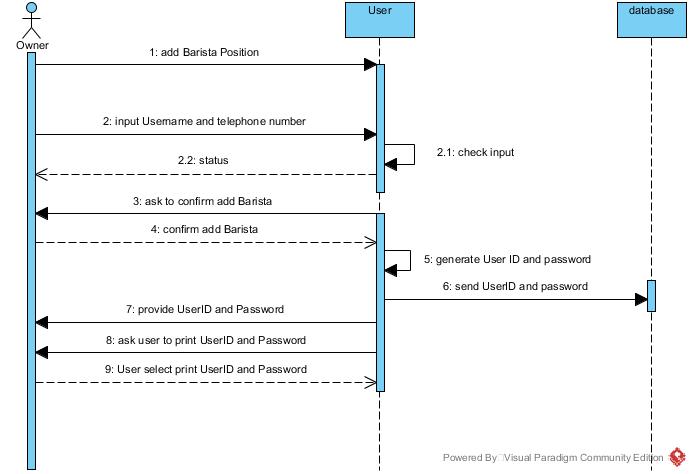 User
database
Owner
1: add Barista Position
2: input Username and telephone number
2.1: check input
2.2: status
3: ask to confirm add Barista
4: confirm add Barista
5: generate User ID and password
6: send UserID and password
7: provide UserID and Password
8: ask user to print UserID and Password
9: User select print UserID and Password
Powered By Visual Paradigm Community Edition